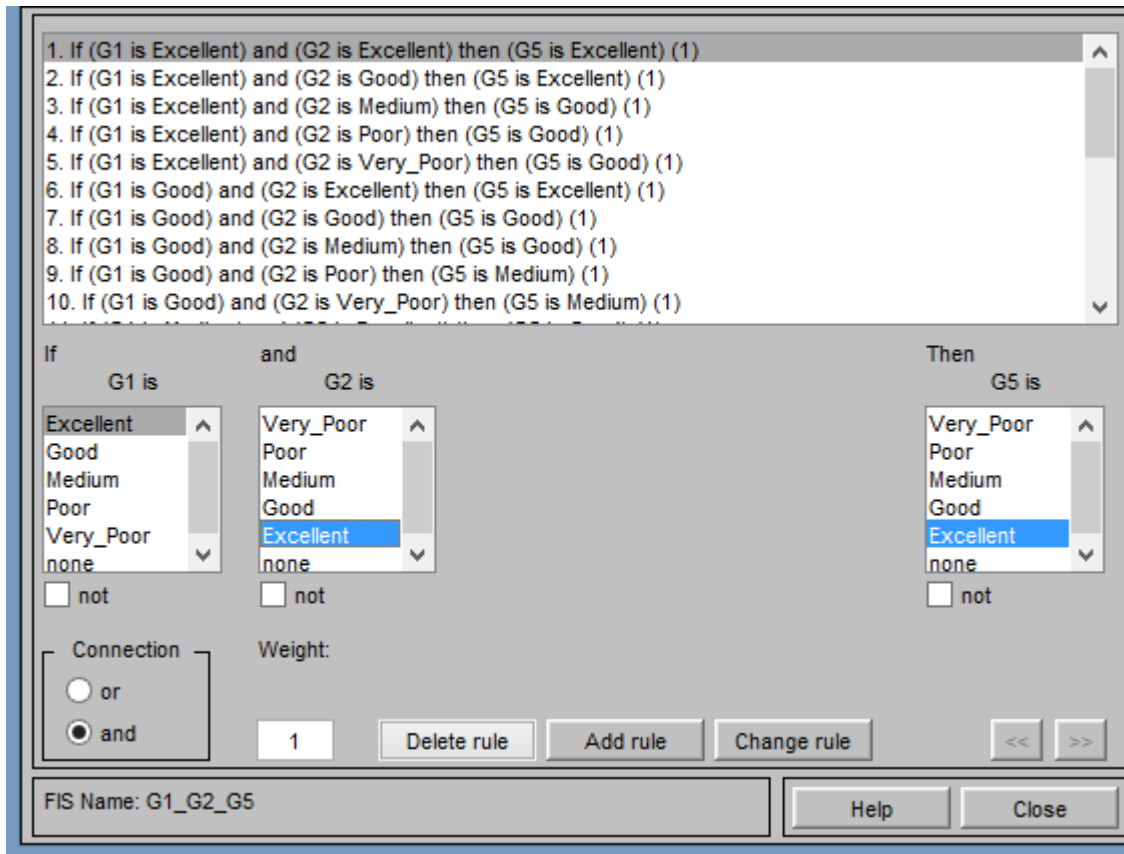 1. If (G1 is Excellent) and (G2 is Excellent) then (G5 is Excellent) (1)
2. If (G1 is Excellent) and (G2 is Good) then (G5 is Excellent) (1)
3. If (G1 is Excellent) and (G2 is Medium) then (G5 is Good) (1)
4. If (G1 is Excellent) and (G2 is Poor) then (G5 is Good) (1)
5. If (G1 is Excellent) and (G2 is Very_Poor) then (G5 is Good) (1)
6. If (G1 is Good) and (G2 is Excellent) then (G5 is Excellent) (1)
7. If (G1 is Good) and (G2 is Good) then (G5 is Good) (1)
8. If (G1 is Good) and (G2 is Medium) then (G5 is Good) (1)
9. If (G1 is Good) and (G2 is Poor) then (G5 is Medium) (1)
10. If (G1 is Good) and (G2 is Very_Poor) then (G5 is Medium) (1)
If
G1 is
Excellent
Good
Medium
Poor
Very_Poor
none
not
and
G2 is
Very_Poor
Poor
Medium
Good
Excellent
none
not
Then
G5 is
Very_Poor
Poor
Medium
Good
Excellent
none
not
Connection
or
and
Weight:
1
Delete rule
Add rule
Change rule
<<
>>
FIS Name: G1_G2_G5
Help
Close